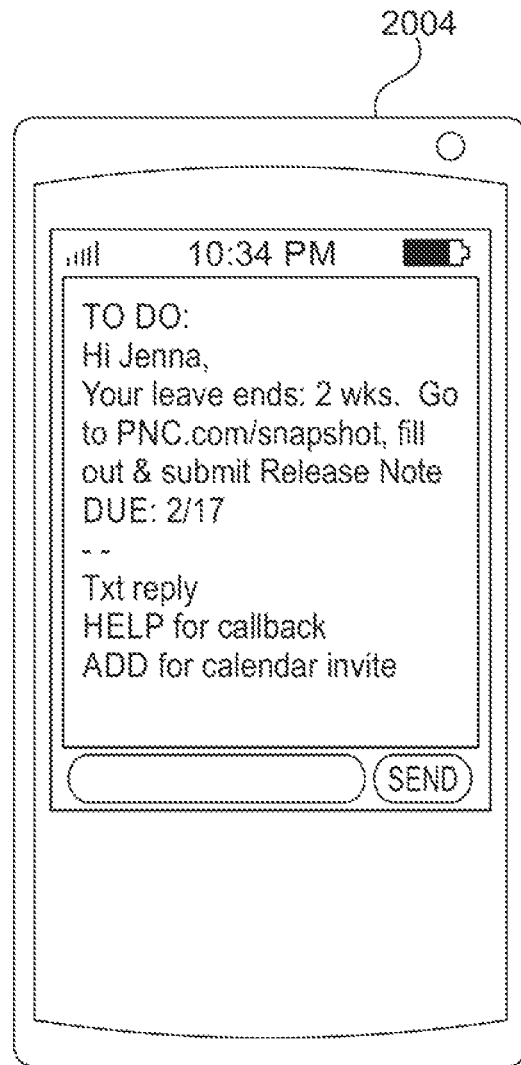 2004
10:34 PM
TO DO:
Hi Jenna,
Your leave ends: 2 wks. Go
to PNC.com/snapshot, fill
out & submit Release Note
DUE: 2/17
- -
Txt reply
HELP for callback
ADD for calendar invite
SEND